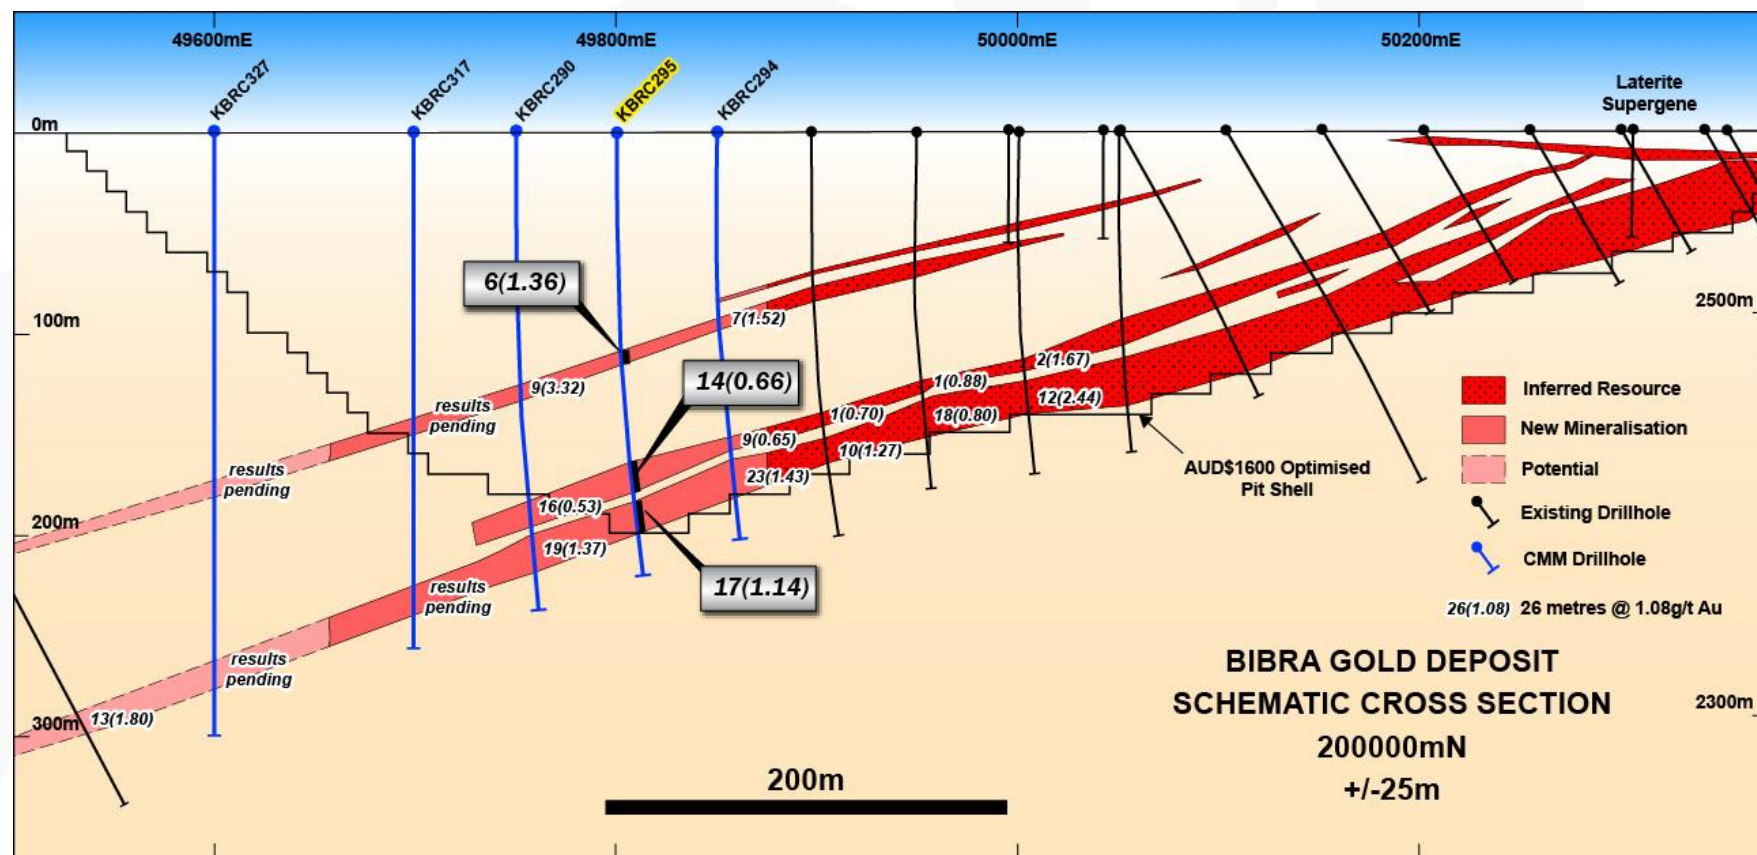 49600mE
49800mE
50000mE
50200mE
KBRC327
KBRC317
KBRC290
KBRC295
KBRC294
Laterite
Supergene
0m
6(1.36)
2500m
100m
7(1.52)
2(1.67)
9(3.32)
14(0.66)
1(0.88)
12(2.44)
results
pending
1(0.70)
18(0.80)
9(0.65)
10(1.27)
results
pending
23(1.43)
AUD$1600 Optimised
Pit Shell
16(0.53)
200m
19(1.37)
17(1.14)
results
pending
results
pending
13(1.80)
300m
Inferred Resource
New Mineralisation
Potential
Existing Drillhole
CMM Drillhole
26(1.08) 26 metres @ 1.08g/t Au
BIBRA GOLD DEPOSIT
SCHEMATIC CROSS SECTION
200000mN
+/-25m
2300m
200m